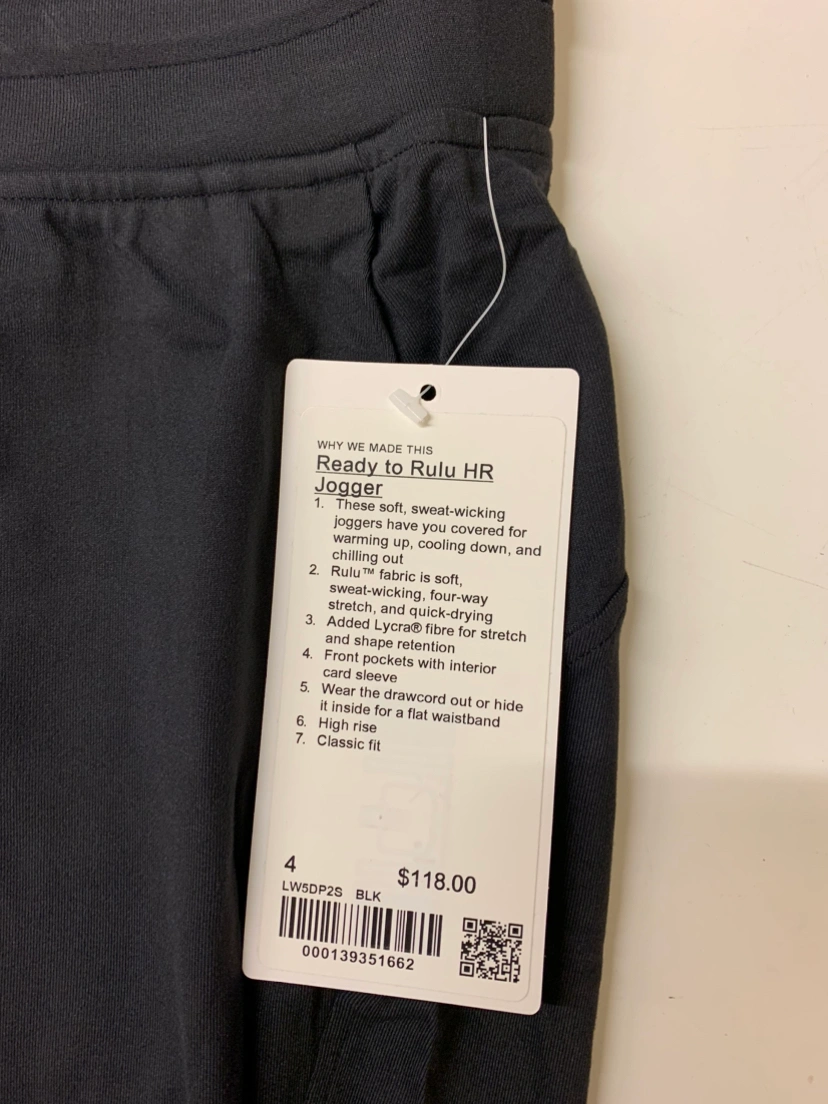 WHY WE MADE THIS
Ready to Rulu HR
Jogger
1. These soft, sweat-wicking
joggers have you covered for
warming up, cooling down, and
chilling out
2. Rulu™ fabric is soft,
sweat-wicking, four-way
stretch, and quick-drying
3. Added Lycra® fibre for stretch
and shape retention
4. Front pockets with interior
card sleeve
5. Wear the drawcord out or hide
it inside for a flat waistband
6. High rise
7. Classic fit
4 $118.00
LW5DP2S BLK
000139351662